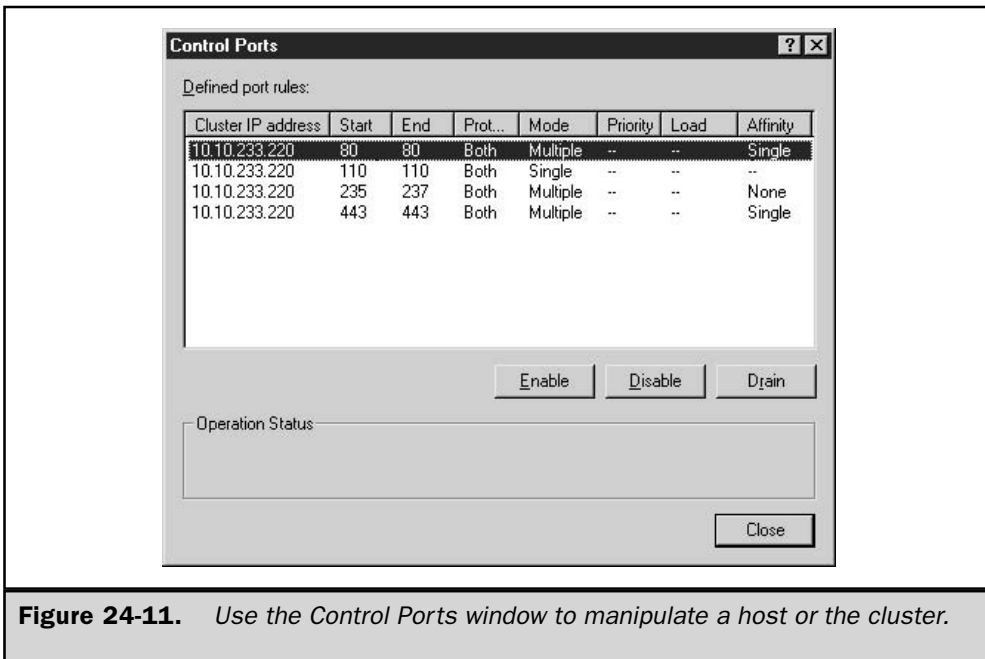 Control Ports
Defined port rules:
Cluster IP address Start End Prot... Mode Priority Load Affinity
10.10.233.220 80 80 Both Multiple -- -- Single
10.10.233.220 110 110 Both Single -- -- --
10.10.233.220 235 237 Both Multiple -- -- None
10.10.233.220 443 443 Both Multiple -- -- Single
Enable Disable Drain
Operation Status
Close
Figure 24-11. Use the Control Ports window to manipulate a host or the cluster.